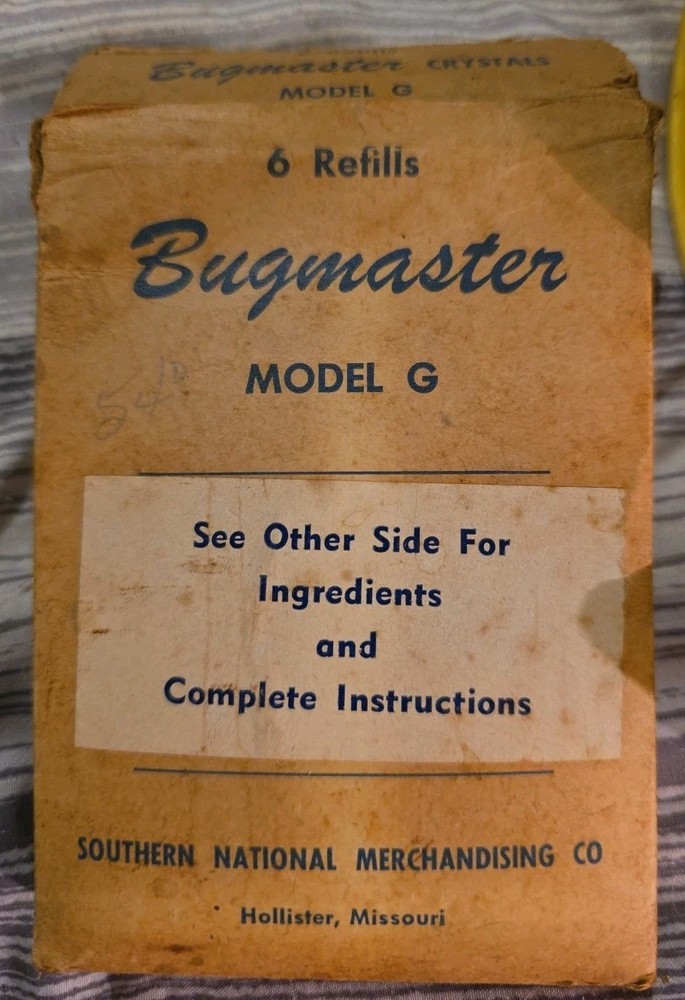 Bugmaster CRYSTALS
MODEL G
6 Refills
Bugmaster
MODEL G
See Other Side For
Ingredients
and
Complete Instructions
SOUTHERN NATIONAL MERCHANDISING CO
Hollister, Missouri